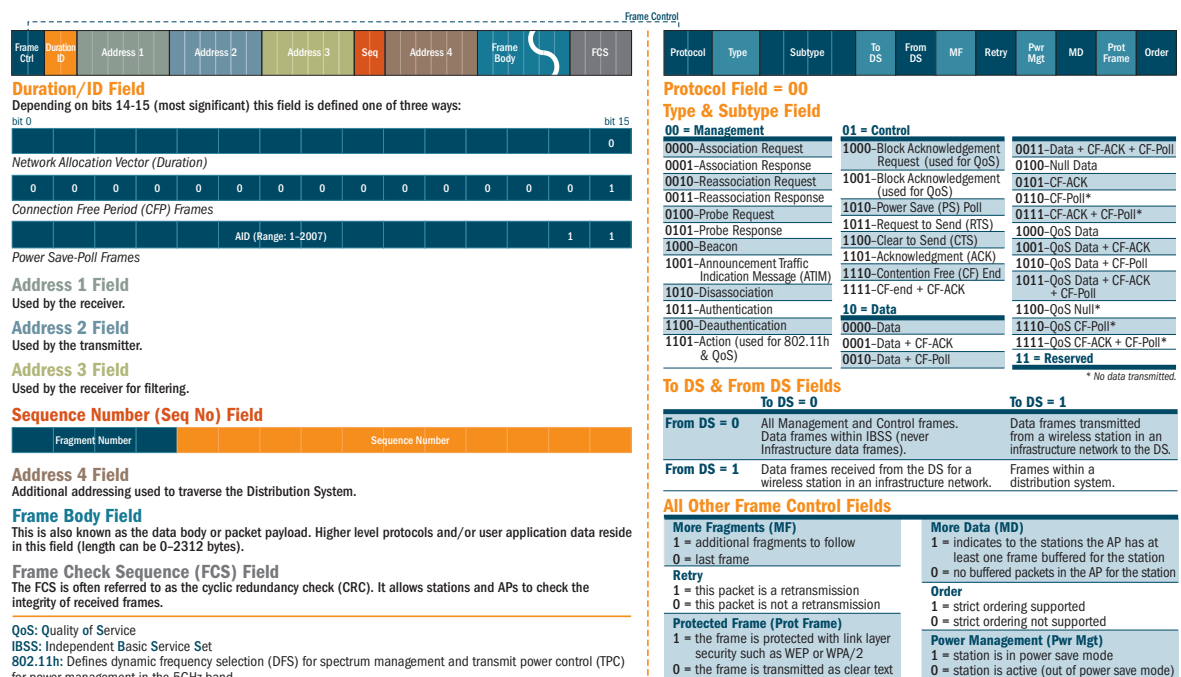 Frame Control
Frame Ctrl
Duration ID
Address 1
Address 2
Address 3
Seq
Address 4
Frame Body
FCS
Duration/ID Field
Depending on bits 14-15 (most significant) this field is defined one of three ways:
bit 0
bit 15
0
Network Allocation Vector (Duration)
0 0 0 0 0 0 0 0 0 0 0 0 0 0 1
Connection Free Period (CFP) Frames
AID (Range: 1–2007) 1 1
Power Save-Poll Frames
Address 1 Field
Used by the receiver.
Address 2 Field
Used by the transmitter.
Address 3 Field
Used by the receiver for filtering.
Sequence Number (Seq No) Field
Fragment Number
Sequence Number
Address 4 Field
Additional addressing used to traverse the Distribution System.
Frame Body Field
This is also known as the data body or packet payload. Higher level protocols and/or user application data reside
in this field (length can be 0–2312 bytes).
Frame Check Sequence (FCS) Field
The FCS is often referred to as the cyclic redundancy check (CRC). It allows stations and APs to check the
integrity of received frames.
QoS: Quality of Service
IBSS: Independent Basic Service Set
802.11h: Defines dynamic frequency selection (DFS) for spectrum management and transmit power control (TPC)
for power management in the 5GHz band
Protocol
Type
Subtype
To DS
From DS
MF
Retry
Pwr Mgt
MD
Prot Frame
Order
Protocol Field = 00
Type & Subtype Field
00 = Management
0000–Association Request
0001–Association Response
0010–Reassociation Request
0011–Reassociation Response
0100–Probe Request
0101–Probe Response
1000–Beacon
1001–Announcement Traffic
Indication Message (ATIM)
1010–Disassociation
1011–Authentication
1100–Deauthentication
1101–Action (used for 802.11h
& QoS)
01 = Control
1000–Block Acknowledgement
Request (used for QoS)
1001–Block Acknowledgement
(used for QoS)
1010–Power Save (PS) Poll
1011–Request to Send (RTS)
1100–Clear to Send (CTS)
1101–Acknowledgment (ACK)
1110–Contention Free (CF) End
1111–CF-end + CF-ACK
10 = Data
0000–Data
0001–Data + CF-ACK
0010–Data + CF-Poll
0011–Data + CF-ACK + CF-Poll
0100–Null Data
0101–CF-ACK
0110–CF-Poll*
0111–CF-ACK + CF-Poll*
1000–QoS Data
1001–QoS Data + CF-ACK
1010–QoS Data + CF-Poll
1011–QoS Data + CF-ACK
+ CF-Poll
1100–QoS Null*
1110–QoS CF-Poll*
1111–QoS CF-ACK + CF-Poll*
11 = Reserved
* No data transmitted.
To DS & From DS Fields
To DS = 0
To DS = 1
From DS = 0
All Management and Control frames.
Data frames within IBSS (never
Infrastructure data frames).
Data frames transmitted
from a wireless station in an
infrastructure network to the DS.
From DS = 1
Data frames received from the DS for a
wireless station in an infrastructure network.
Frames within a
distribution system.
All Other Frame Control Fields
More Fragments (MF)
1 = additional fragments to follow
0 = last frame
Retry
1 = this packet is a retransmission
0 = this packet is not a retransmission
Protected Frame (Prot Frame)
1 = the frame is protected with link layer
security such as WEP or WPA/2
0 = the frame is transmitted as clear text
More Data (MD)
1 = indicates to the stations the AP has at
least one frame buffered for the station
0 = no buffered packets in the AP for the station
Order
1 = strict ordering supported
0 = strict ordering not supported
Power Management (Pwr Mgt)
1 = station is in power save mode
0 = station is active (out of power save mode)